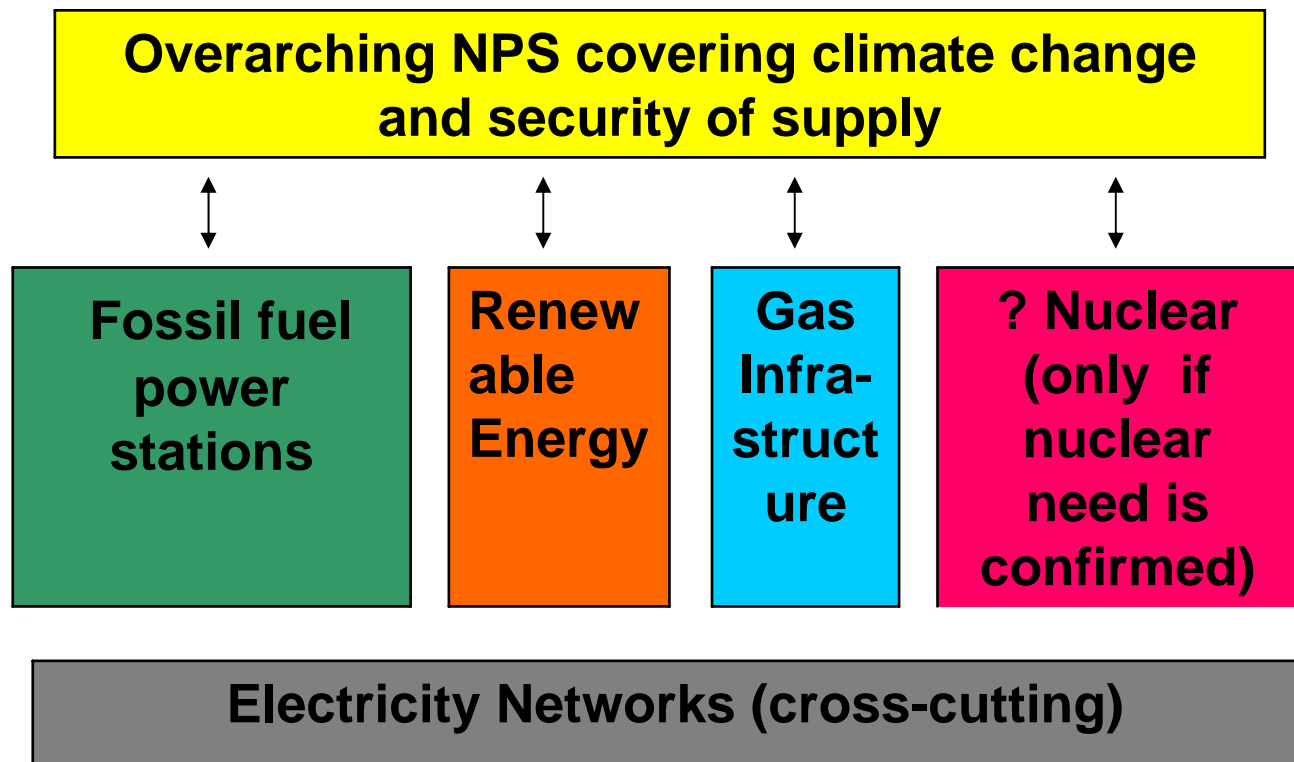 Overarching NPS covering climate change
and security of supply
Fossil fuel
power
stations
Renew
able
Energy
Gas
Infra-
struct
ure
? Nuclear
(only if
nuclear
need is
confirmed)
Electricity Networks (cross-cutting)